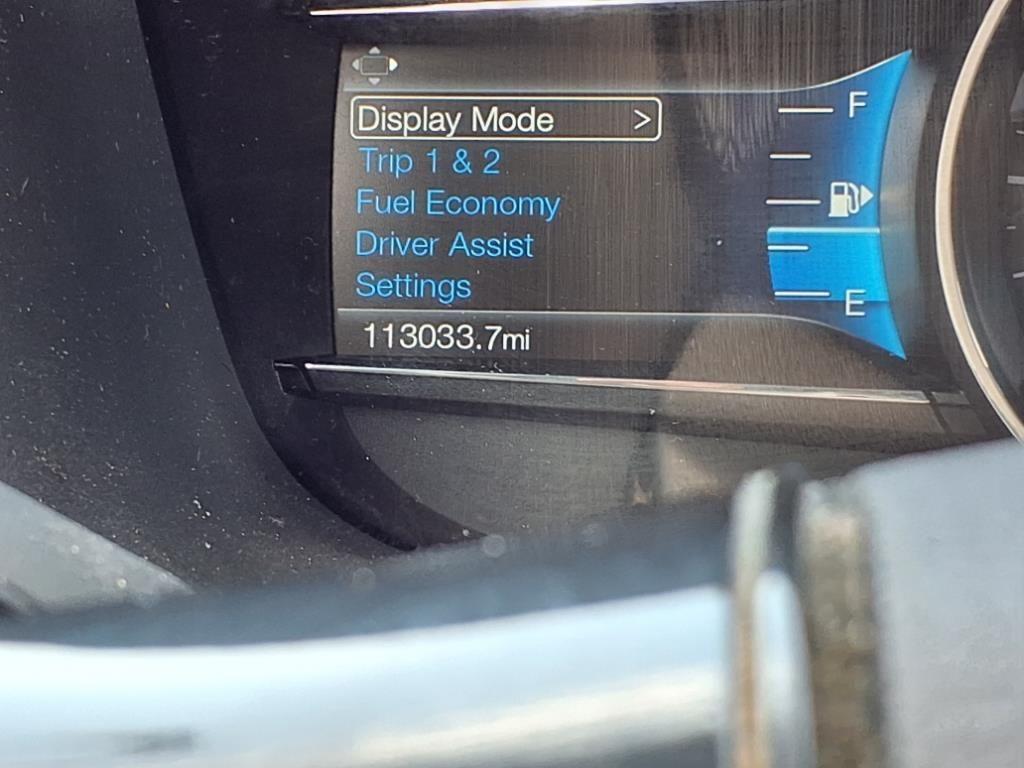 Display Mode >
F
Trip 1 & 2
Fuel Economy
Driver Assist
Settings
E
113033.7mi